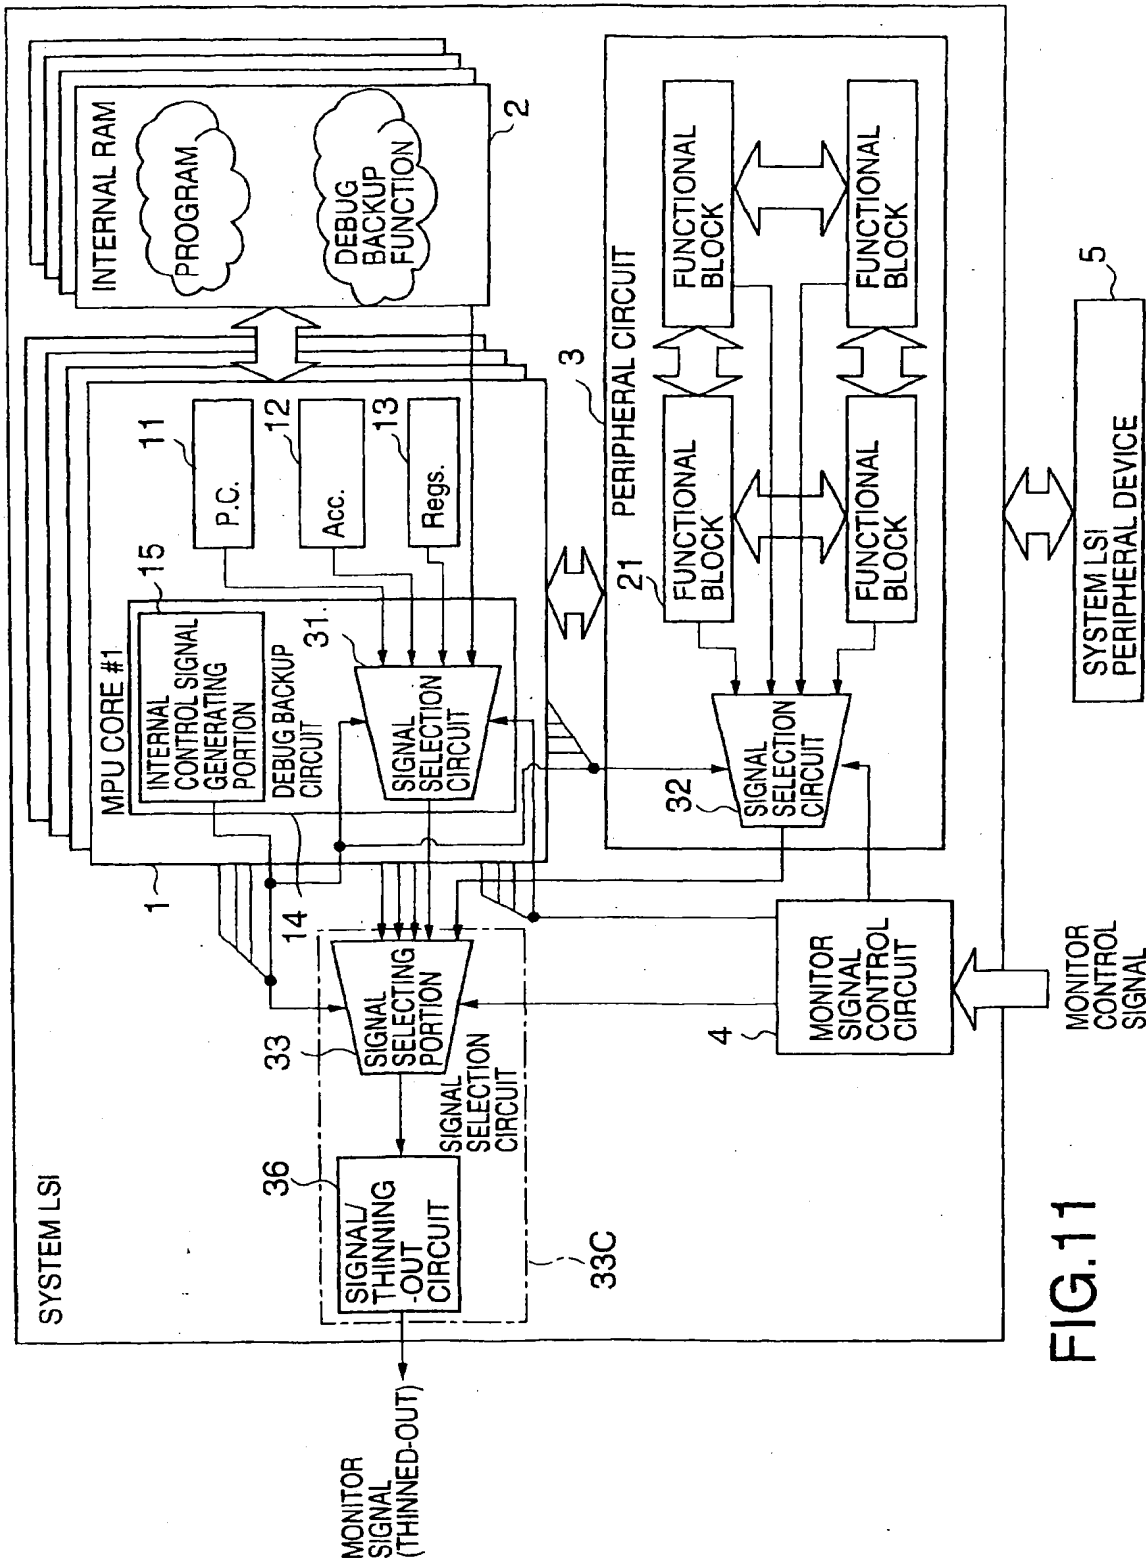 SYSTEM LSI
MPU CORE #1
15
INTERNAL
CONTROL SIGNAL
GENERATING
PORTION
DEBUG BACKUP
CIRCUIT
11
P.C.
12
Acc.
13
Regs.
31
SIGNAL
SELECTION
CIRCUIT
1
14
INTERNAL RAM
PROGRAM
DEBUG
BACKUP
FUNCTION
2
36
SIGNAL/
THINNING
-OUT
CIRCUIT
33
SIGNAL
SELECTING
PORTION
SIGNAL
SELECTION
CIRCUIT
33C
MONITOR
SIGNAL
(THINNED-OUT)
3
PERIPHERAL CIRCUIT
21
FUNCTIONAL
BLOCK
FUNCTIONAL
BLOCK
FUNCTIONAL
BLOCK
FUNCTIONAL
BLOCK
32
SIGNAL
SELECTION
CIRCUIT
4
MONITOR
SIGNAL
CONTROL
CIRCUIT
MONITOR
CONTROL
SIGNAL
5
SYSTEM LSI
PERIPHERAL DEVICE
FIG.11